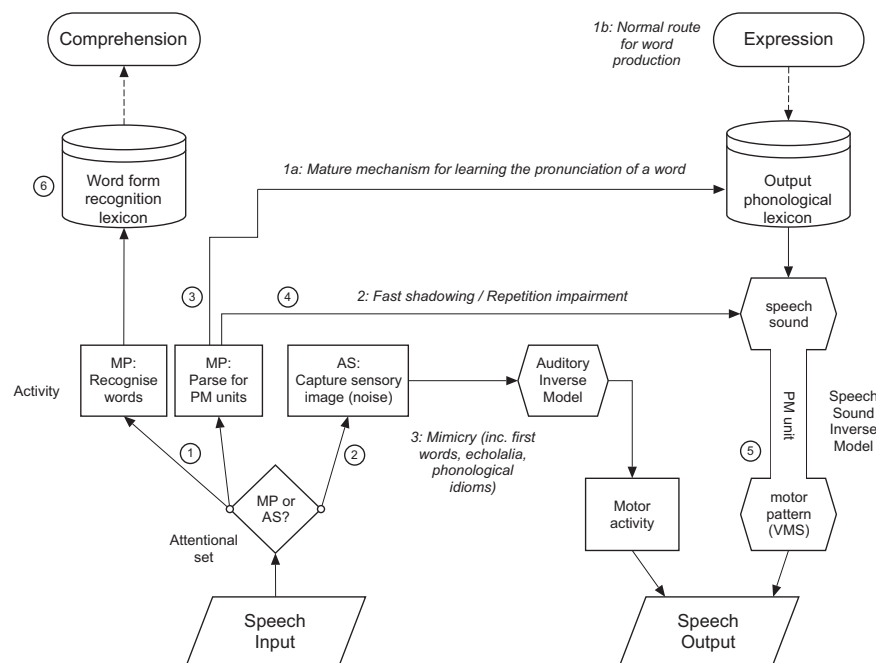 Comprehension
1b: Normal route
for word
production
Expression
6
Word form
recognition
lexicon
1a: Mature mechanism for learning the pronunciation of a word
Output
phonological
lexicon
3
4
2: Fast shadowing / Repetition impairment
speech
sound
Activity
MP:
Recognise
words
MP:
Parse for
PM units
AS:
Capture sensory
image (noise)
Auditory
Inverse
Model
PM unit
Speech
Sound
Inverse
Model
1
2
3: Mimicry (inc. first
words, echolalia,
phonological
idioms)
5
Attentional
set
MP or
AS?
Motor
activity
motor
pattern
(VMS)
Speech
Input
Speech
Output